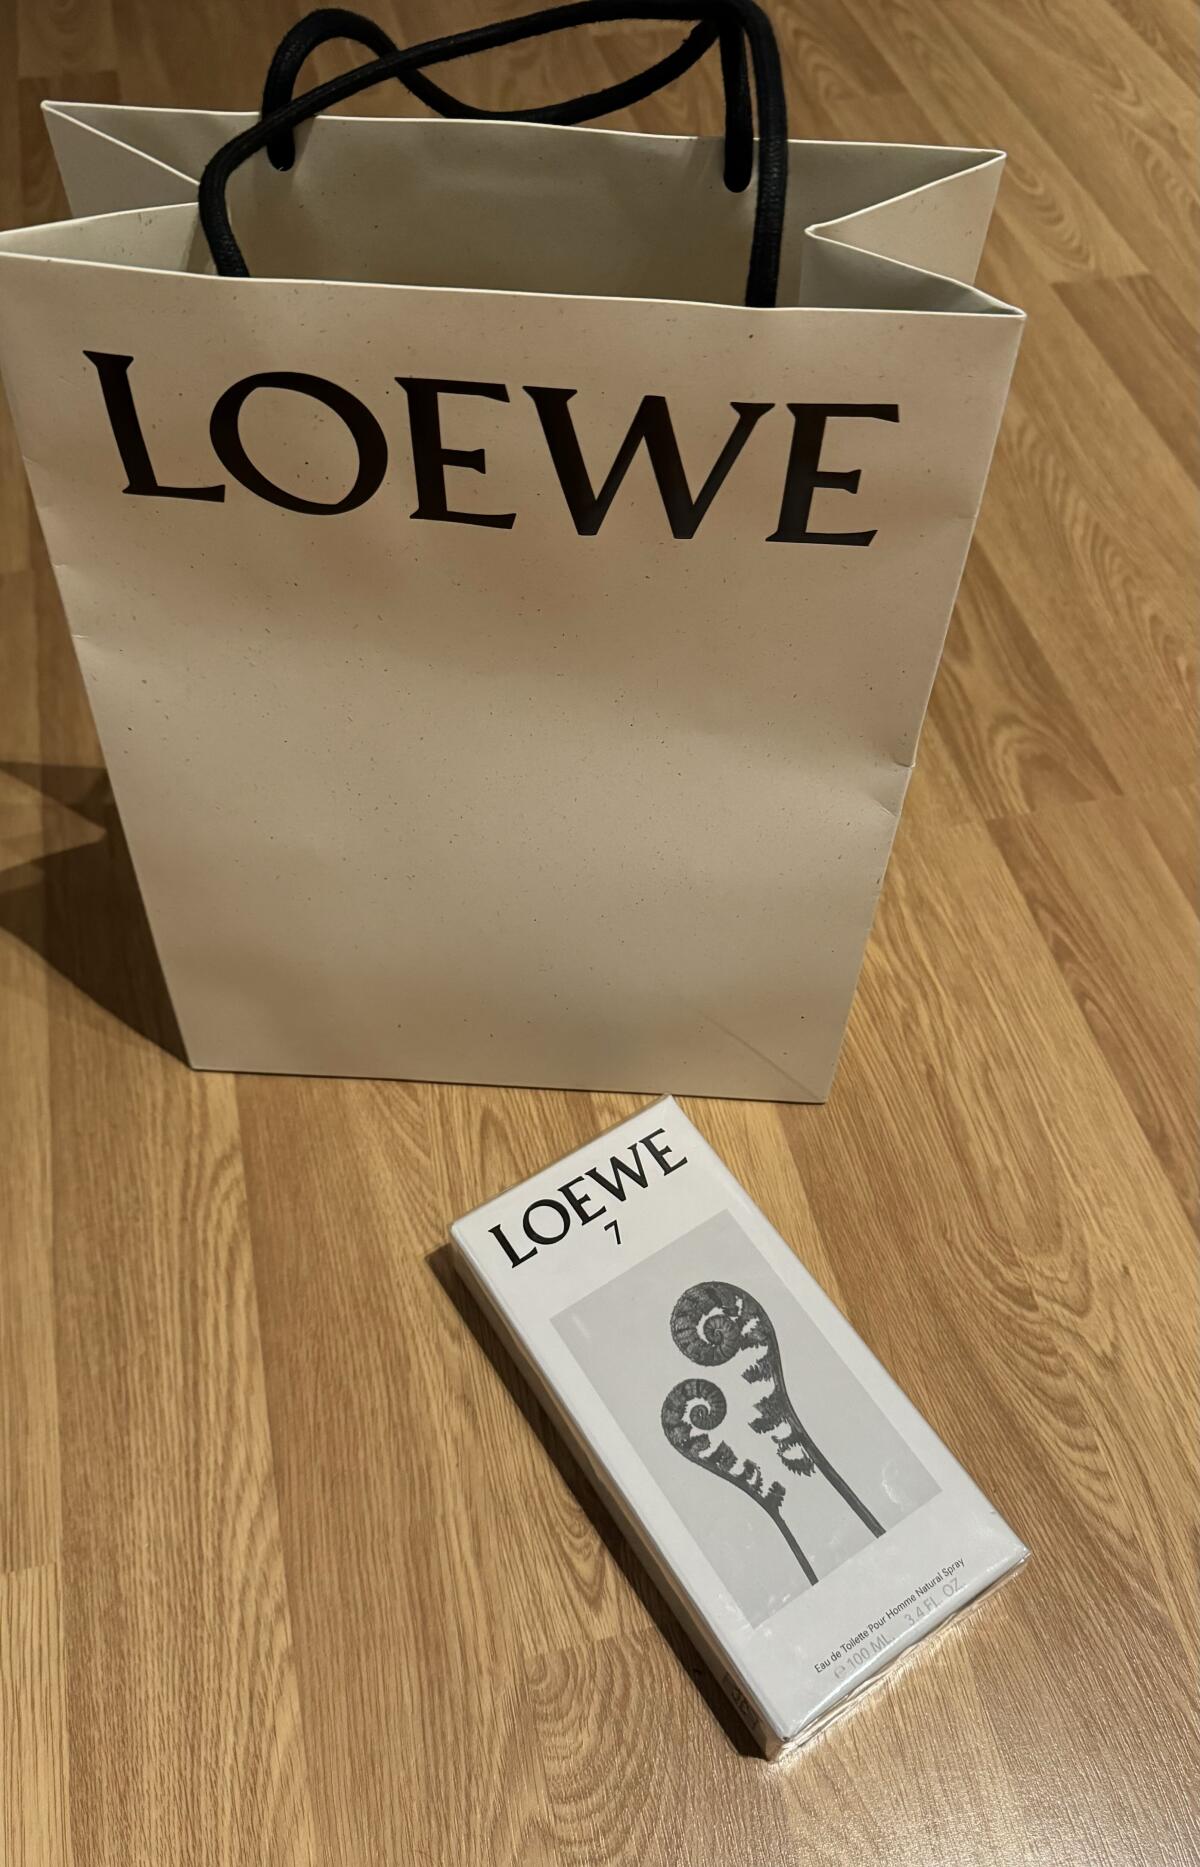 LOEWE
LOEWE
7
Eau de Toilette Pour Homme Natural Spray
℮ 100 ML. 3.4 FL. OZ.